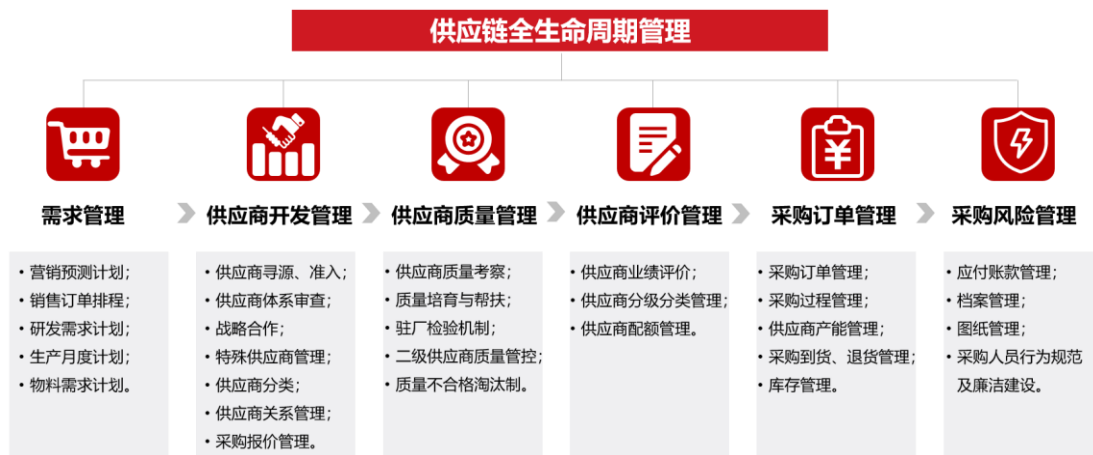 供应链全生命周期管理
需求管理
• 营销预测计划；
• 销售订单排程；
• 研发需求计划；
• 生产月度计划；
• 物料需求计划。
供应商开发管理
• 供应商寻源、准入；
• 供应商体系审查；
• 战略合作；
• 特殊供应商管理；
• 供应商分类；
• 供应商关系管理；
• 采购报价管理。
供应商质量管理
• 供应商质量考察；
• 质量培育与帮扶；
• 驻厂检验机制；
• 二级供应商质量管控；
• 质量不合格淘汰制。
供应商评价管理
• 供应商业绩评价；
• 供应商分级分类管理；
• 供应商配额管理。
采购订单管理
• 采购订单管理；
• 采购过程管理；
• 供应商产能管理；
• 采购到货、退货管理；
• 库存管理。
采购风险管理
• 应付账款管理；
• 档案管理；
• 图纸管理；
• 采购人员行为规范
及廉洁建设。